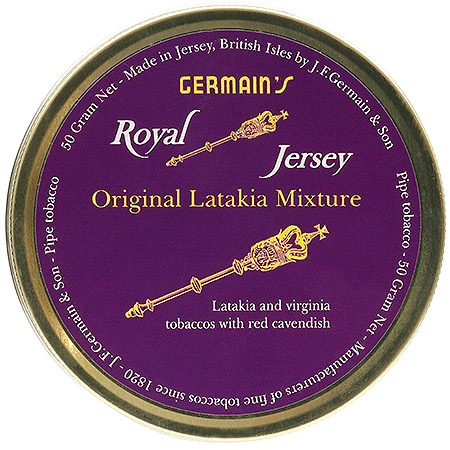 50 Gram Net - Made in Jersey, British Isles by J.F.Germain & Son
GERMAIN'S
Royal
Jersey
Original Latakia Mixture
Latakia and virginia
tobaccos with red cavendish
Pipe tobacco - 50 Gram Net - Manufacturers of fine tobaccos since 1820 - J.F.Germain & Son - Pipe tobacco